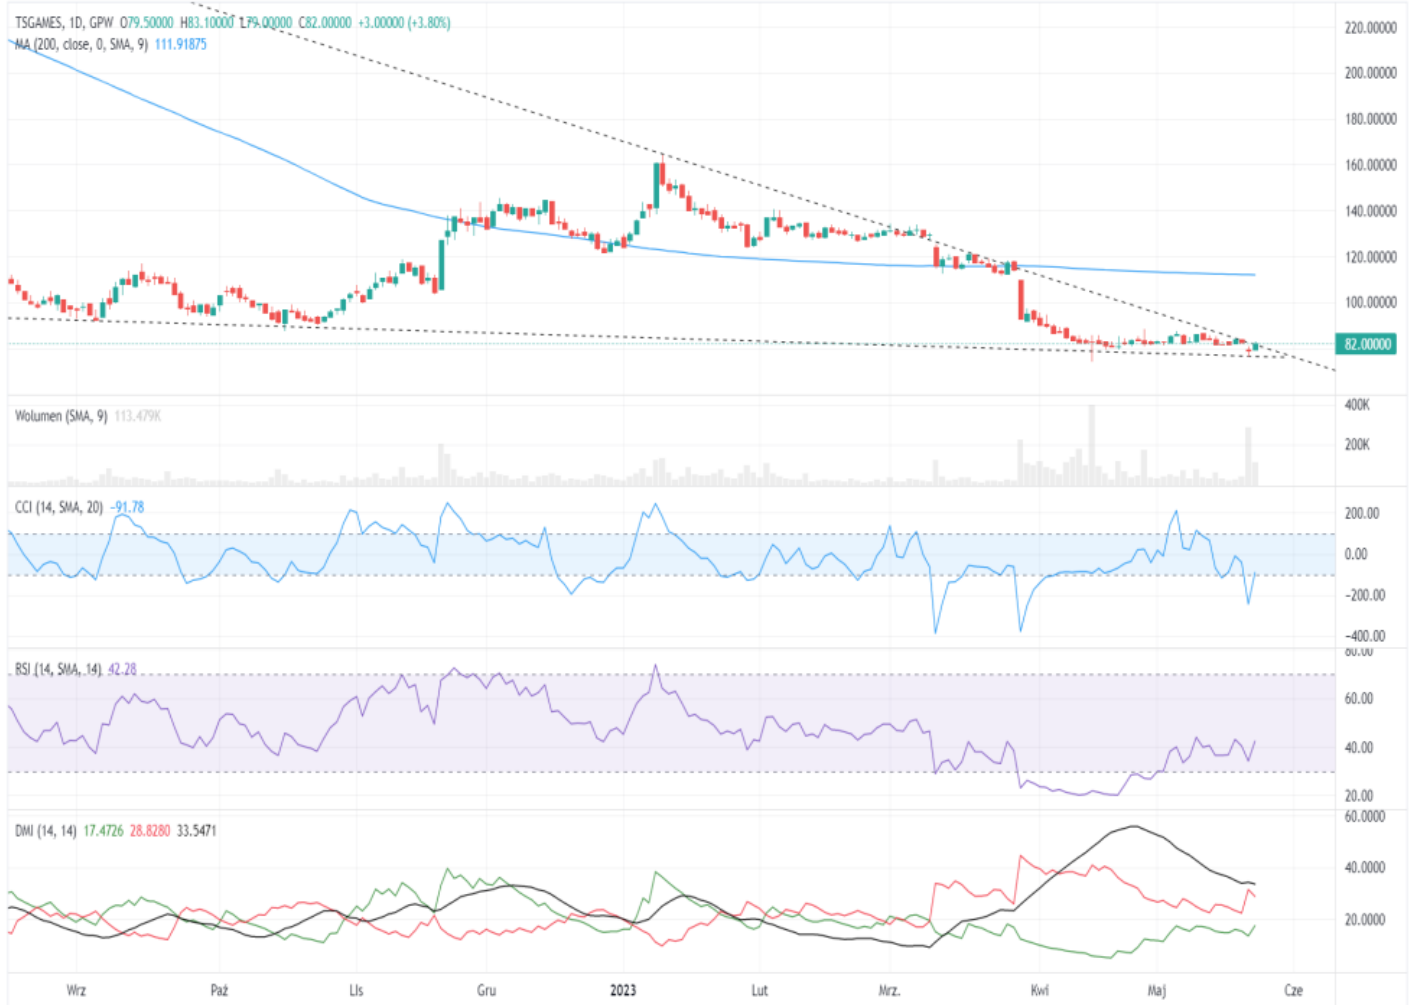 TSGAMES, 1D, GPW O79.50000 H83.10000 L79.00000 C82.00000 +3.00000 (+3.80%)
MA (200, close, 0, SMA, 9) 111.91875
220.00000
200.00000
180.00000
160.00000
140.00000
120.00000
100.00000
82.00000
Wolumen (SMA, 9) 113.479K
400K
200K
CCI (14, SMA, 20) -91.78
200.00
0.00
-200.00
-400.00
RSI (14, SMA, 14) 42.28
80.00
60.00
40.00
20.00
DMI (14, 14) 17.4726 28.8280 33.5471
60.0000
40.0000
20.0000
Wrz Paź Lis Gru 2023 Lut Mrz. Kwi Maj Cze